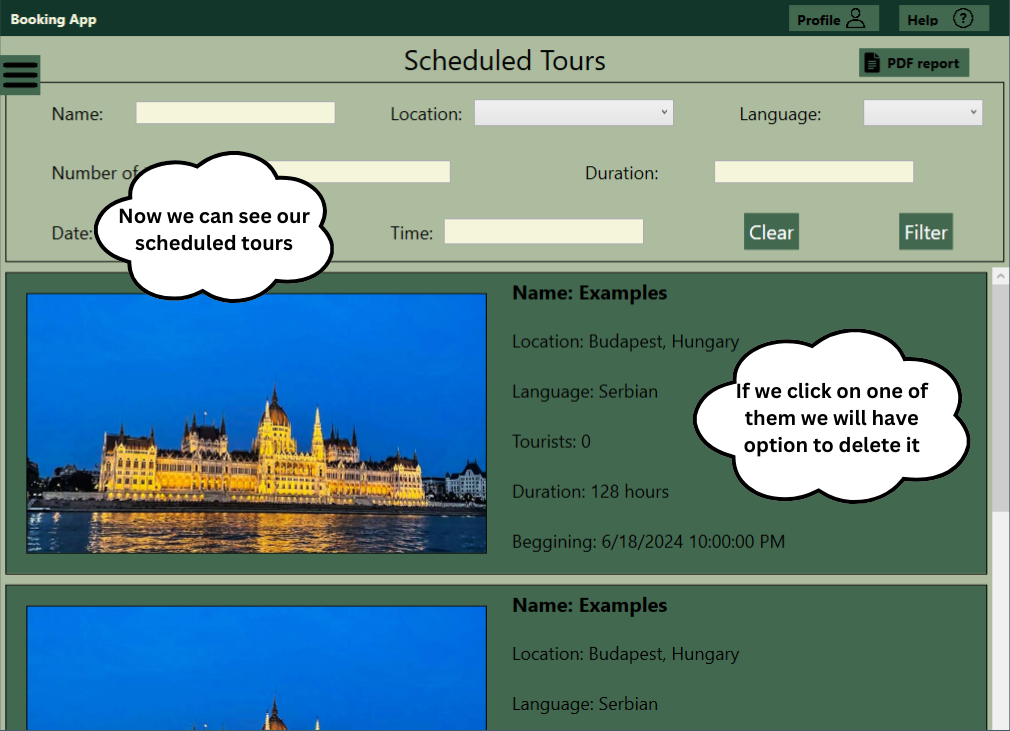 Booking App
Profile
Help
Scheduled Tours
PDF report
Name:
Location:
Language:
Number of
Duration:
Date:
Time:
Clear
Filter
Now we can see our
scheduled tours
Name: Examples
Location: Budapest, Hungary
Language: Serbian
Tourists: 0
Duration: 128 hours
Beggining: 6/18/2024 10:00:00 PM
If we click on one of
them we will have
option to delete it
Name: Examples
Location: Budapest, Hungary
Language: Serbian